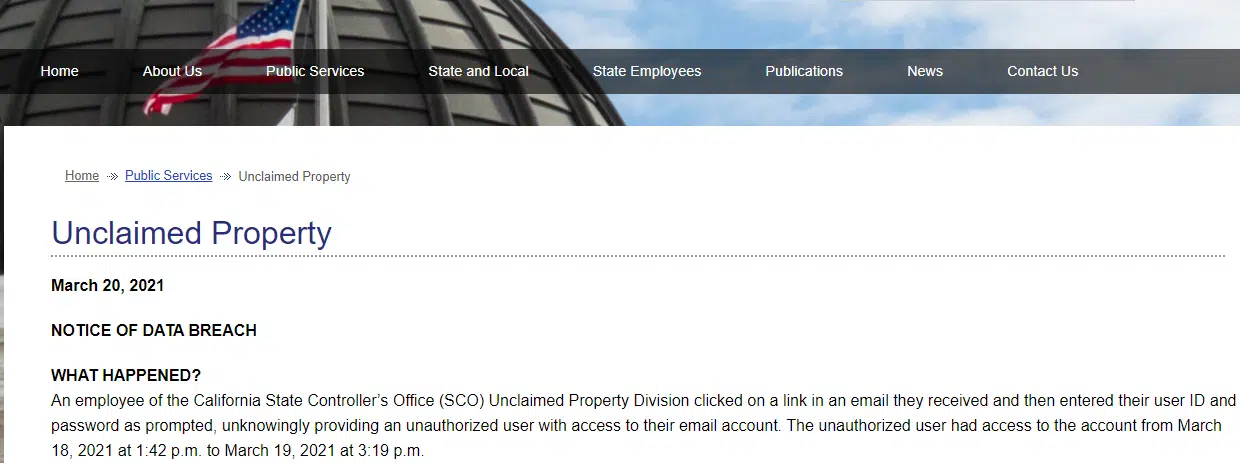 Home About Us Public Services State and Local State Employees Publications News Contact Us
Home Public Services Unclaimed Property
Unclaimed Property
March 20, 2021
NOTICE OF DATA BREACH
WHAT HAPPENED?
An employee of the California State Controller’s Office (SCO) Unclaimed Property Division clicked on a link in an email they received and then entered their user ID and
password as prompted, unknowingly providing an unauthorized user with access to their email account. The unauthorized user had access to the account from March
18, 2021 at 1:42 p.m. to March 19, 2021 at 3:19 p.m.